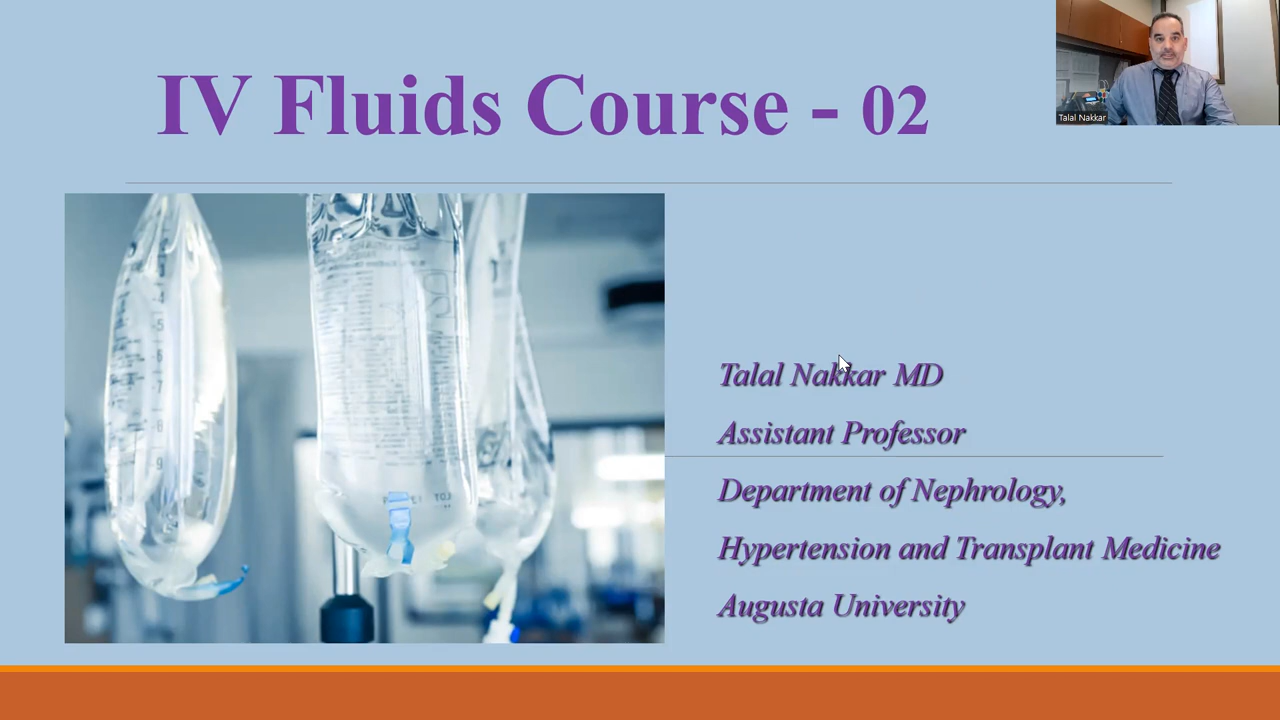 IV Fluids Course - 02
Talal Nakkar
Talal Nakkar MD
Assistant Professor
Department of Nephrology,
Hypertension and Transplant Medicine
Augusta University